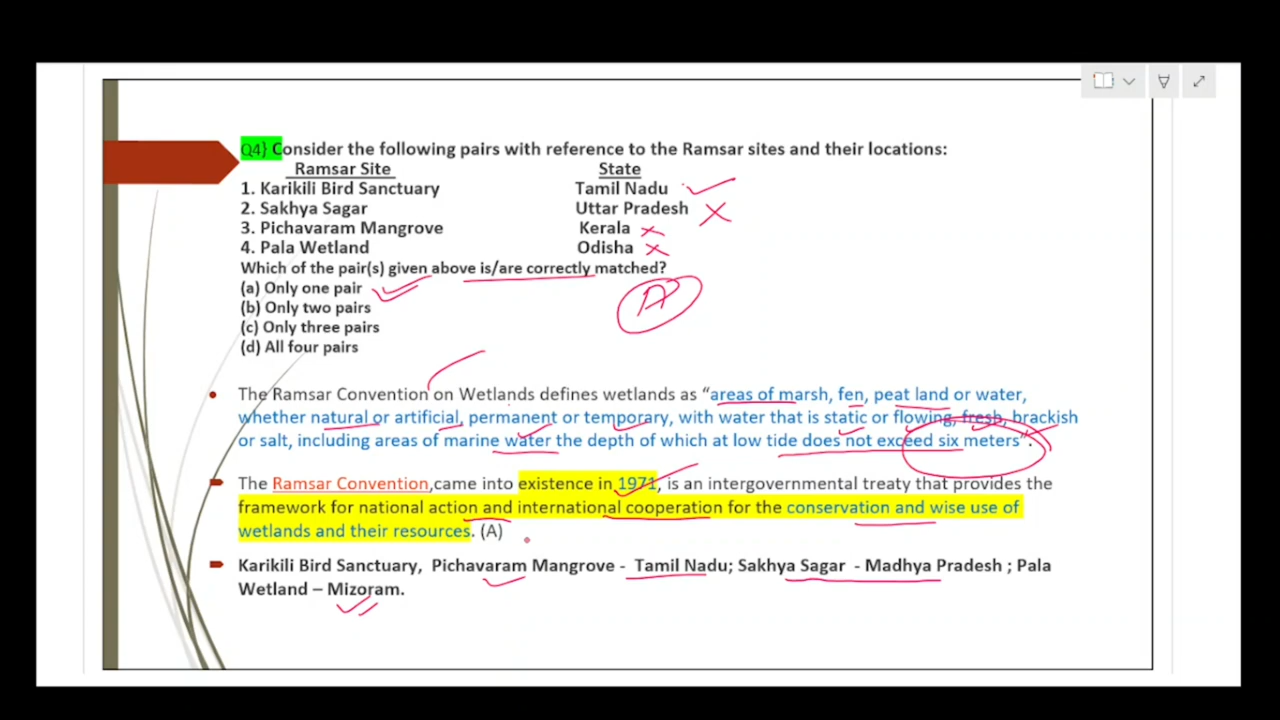 Q4} Consider the following pairs with reference to the Ramsar sites and their locations:
Ramsar Site State
1. Karikili Bird Sanctuary Tamil Nadu
2. Sakhya Sagar Uttar Pradesh
3. Pichavaram Mangrove Kerala
4. Pala Wetland Odisha
Which of the pair(s) given above is/are correctly matched?
(a) Only one pair
A
(b) Only two pairs
(c) Only three pairs
(d) All four pairs
The Ramsar Convention on Wetlands defines wetlands as “areas of marsh, fen, peat land or water,
whether natural or artificial, permanent or temporary, with water that is static or flowing, fresh, brackish
or salt, including areas of marine water the depth of which at low tide does not exceed six meters”.
The Ramsar Convention,came into existence in 1971, is an intergovernmental treaty that provides the
framework for national action and international cooperation for the conservation and wise use of
wetlands and their resources. (A)
Karikili Bird Sanctuary, Pichavaram Mangrove - Tamil Nadu; Sakhya Sagar - Madhya Pradesh ; Pala
Wetland – Mizoram.